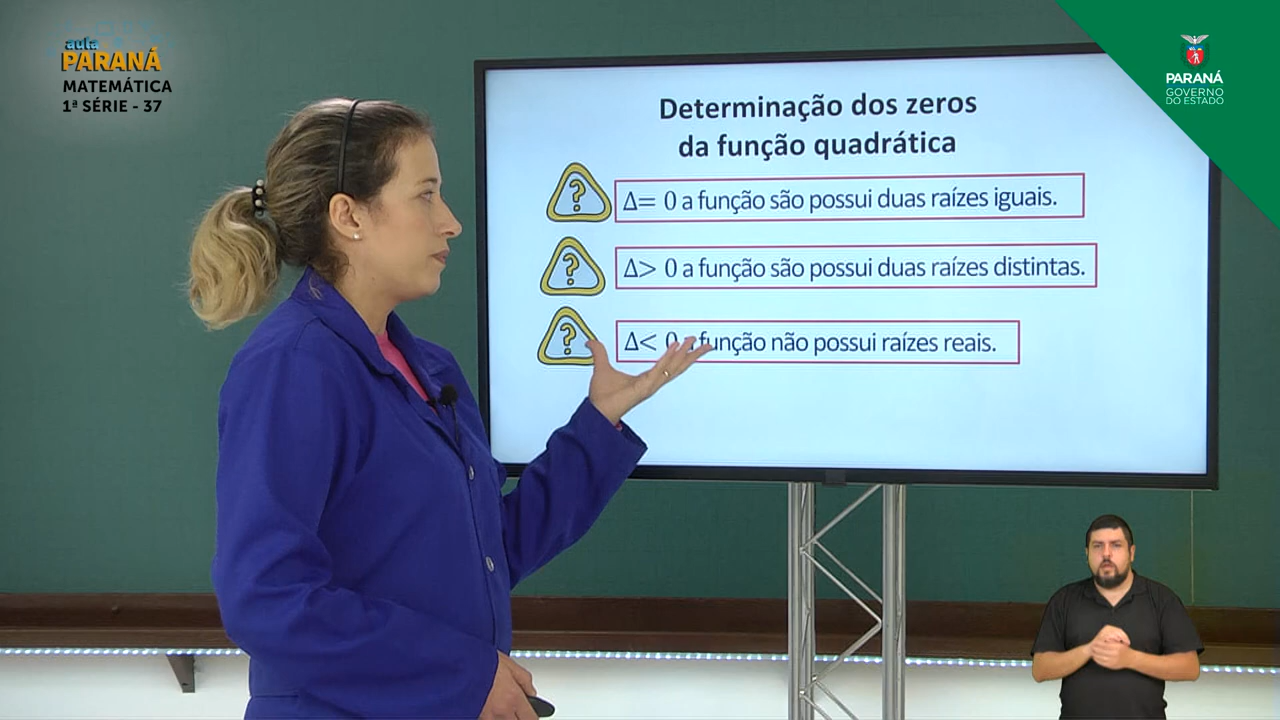 aula
PARANÁ
MATEMÁTICA
1ª SÉRIE - 37
PARANÁ
GOVERNO
DO ESTADO
Determinação dos zeros
da função quadrática
? Δ= 0 a função são possui duas raízes iguais.
? Δ> 0 a função são possui duas raízes distintas.
? Δ< 0 a função não possui raízes reais.